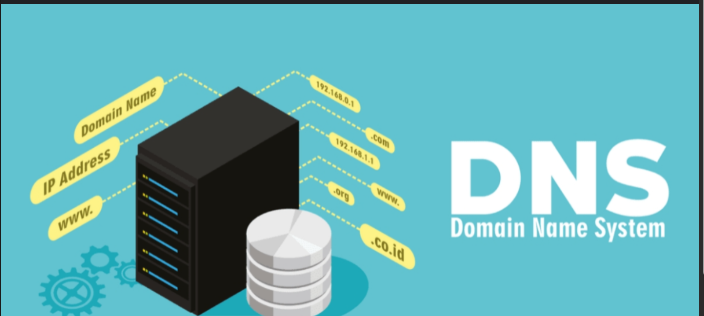 Domain Name
IP Address
www.
192.168.0.1
.com
192.168.1.1
www.
.org
.co.id
DNS
Domain Name System